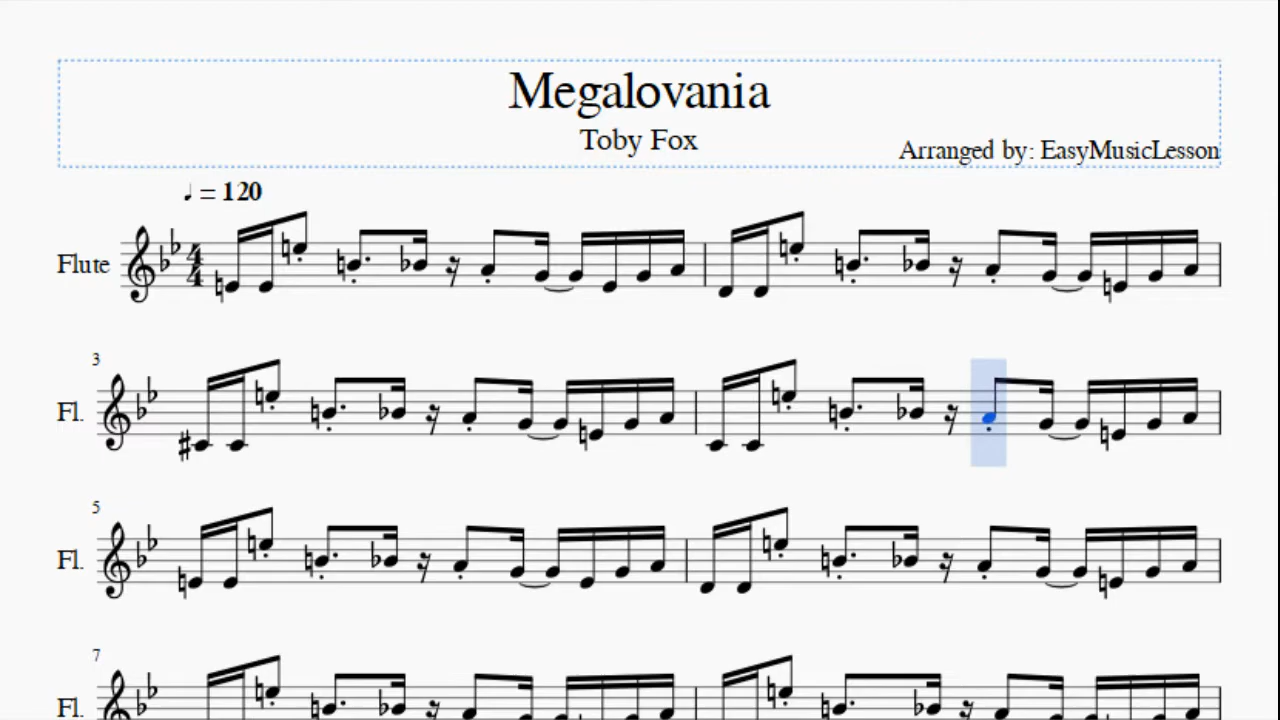 Megalovania
Toby Fox
Arranged by: EasyMusicLesson
♩ = 120
Flute
3
Fl.
5
Fl.
7
Fl.